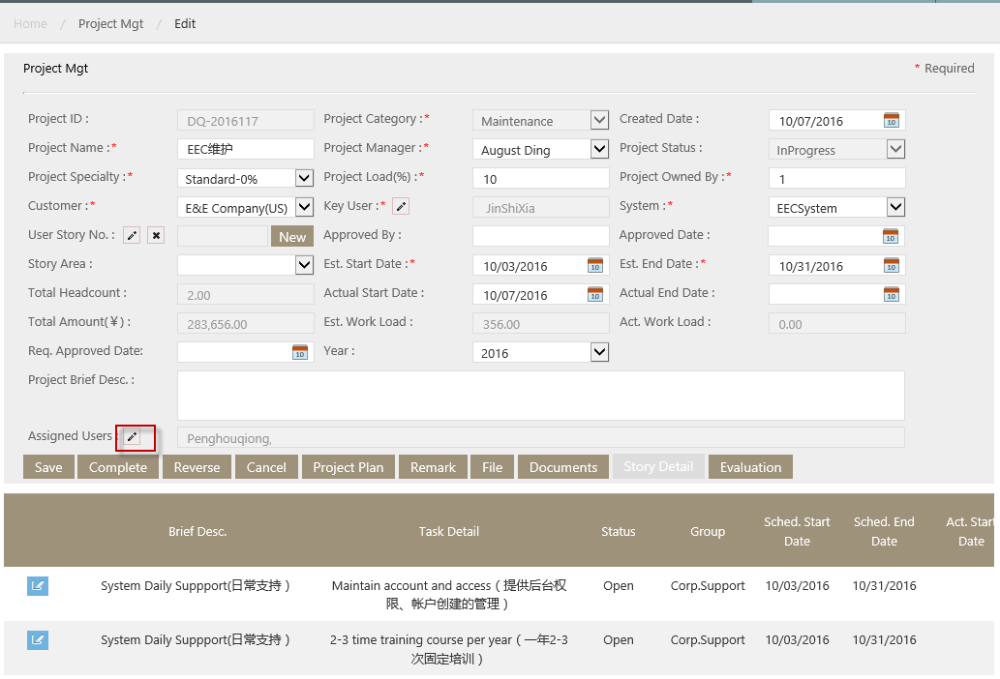 Home / Project Mgt / Edit
Project Mgt * Required
Project ID : DQ-2016117 Project Category :* Maintenance Created Date : 10/07/2016 10
Project Name :* EEC维护 Project Manager :* August Ding Project Status : InProgress
Project Specialty :* Standard-0% Project Load(%) :* 10 Project Owned By :* 1
Customer :* E&E Company(US) Key User :* JinShiXia System :* EECSystem
User Story No. : New Approved By : Approved Date : 10
Story Area : Est. Start Date :* 10/03/2016 10 Est. End Date :* 10/31/2016 10
Total Headcount : 2.00 Actual Start Date : 10/07/2016 10 Actual End Date : 10
Total Amount(¥) : 283,656.00 Est. Work Load : 356.00 Act. Work Load : 0.00
Req. Approved Date: 10 Year : 2016
Project Brief Desc. :
Assigned Users : Penghouqiong,
Save Complete Reverse Cancel Project Plan Remark File Documents Story Detail Evaluation
Brief Desc. Task Detail Status Group Sched. Start Date Sched. End Date Act. Start Date
System Daily Suppport(日常支持） Maintain account and access（提供后台权 Open Corp.Support 10/03/2016 10/31/2016
限、帐户创建的管理）
System Daily Suppport(日常支持） 2-3 time training course per year（一年2-3 Open Corp.Support 10/03/2016 10/31/2016
次固定培训）